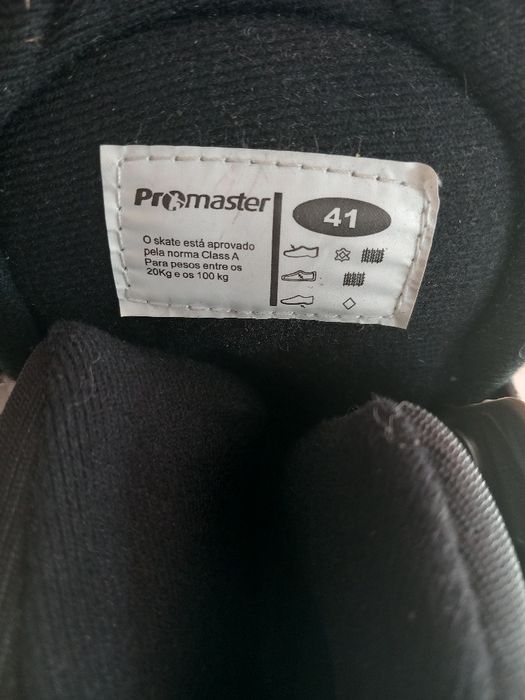 Promaster
41
O skate está aprovado
pela norma Class A
Para pesos entre os
20Kg e os 100 kg